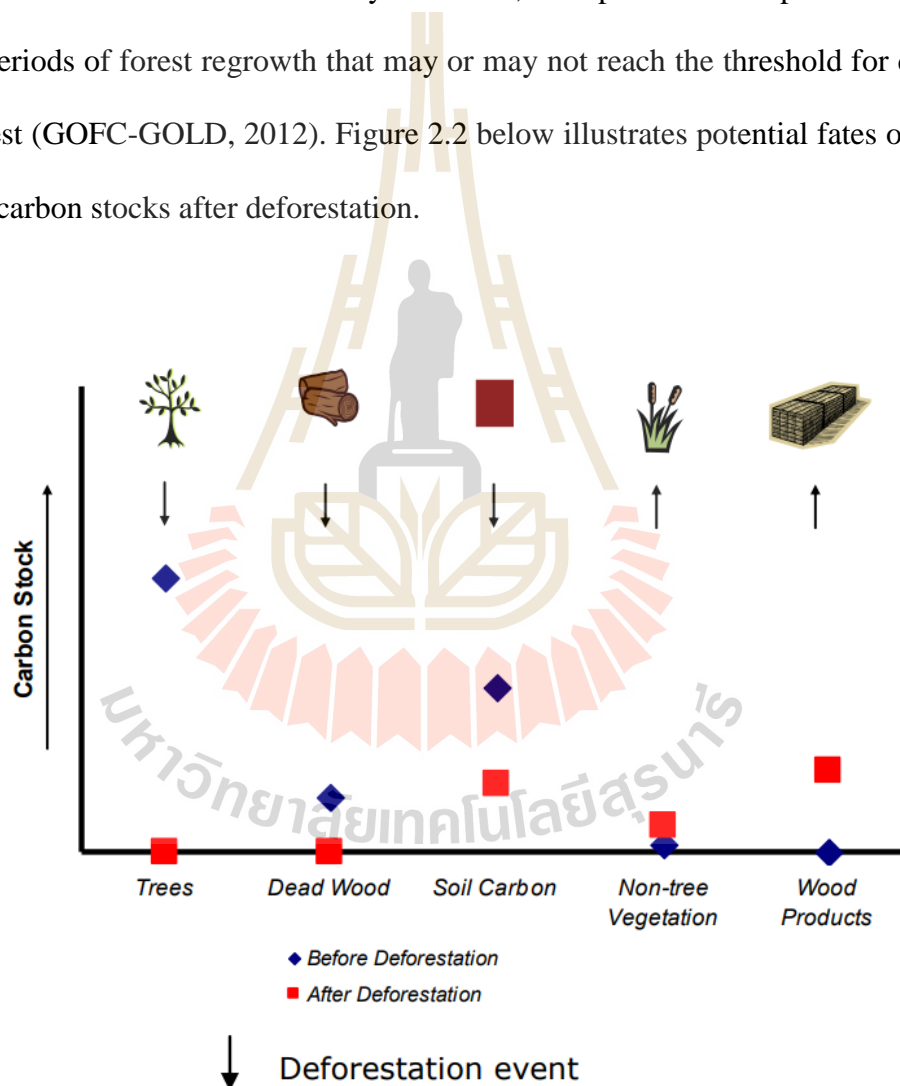 eriods of forest regrowth that may or may not reach the threshold for
st (GOFC-GOLD, 2012). Figure 2.2 below illustrates potential fates o
carbon stocks after deforestation.
Carbon Stock
Trees
Dead Wood
Soil Carbon
Non-tree
Vegetation
Wood
Products
มหาวิทยาลัยเทคโนโลยีสุรนารี
Before Deforestation
After Deforestation
Deforestation event